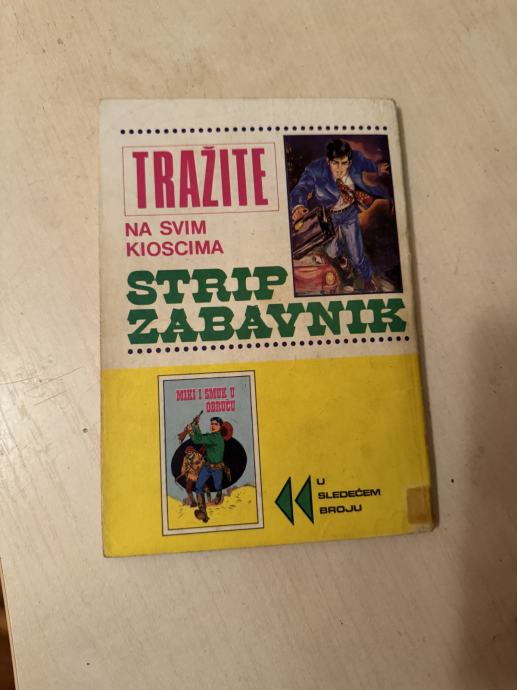 TRAŽITE
NA SVIM
KIOSCIMA
STRIP
ZABAVNIK
MIKI I SMUK U
OBRUČU
U
SLEDEĆEM
BROJU